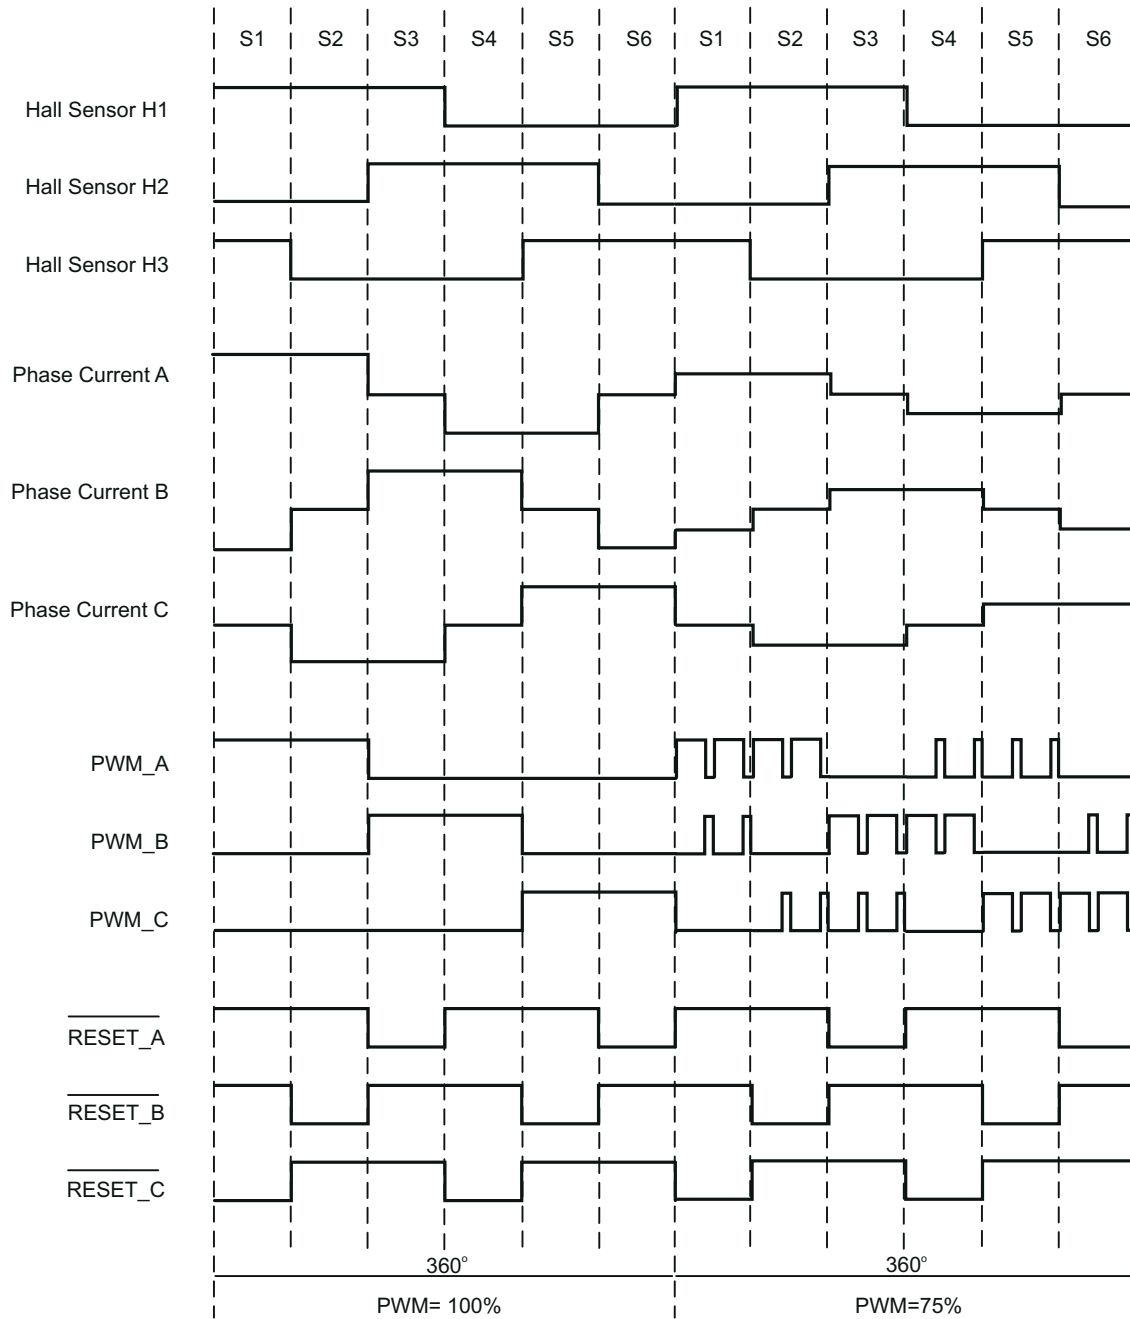 S1 S2 S3 S4 S5 S6 S1 S2 S3 S4 S5 S6
Hall Sensor H1
Hall Sensor H2
Hall Sensor H3
Phase Current A
Phase Current B
Phase Current C
PWM_A
PWM_B
PWM_C
RESET_A
RESET_B
RESET_C
360° 360°
PWM= 100% PWM=75%